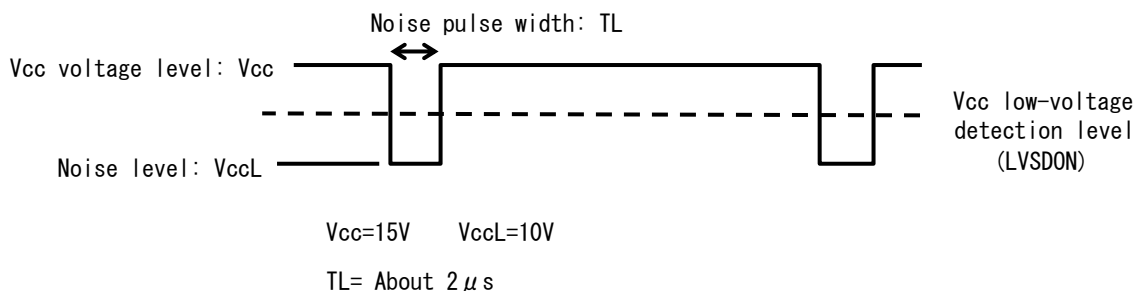 Noise pulse width: TL
Vcc voltage level: Vcc
Vcc low-voltage
detection level
(LVSDON)
Noise level: VccL
Vcc=15V VccL=10V
TL= About 2μs